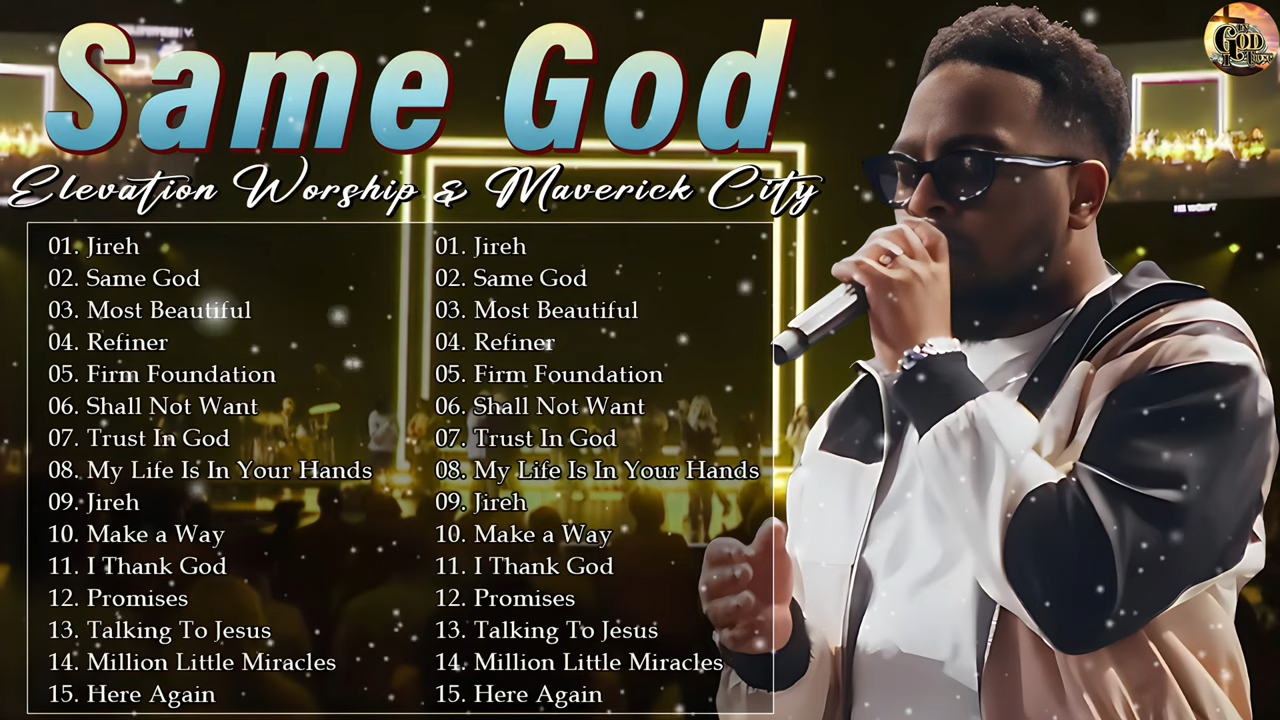 Same God
Elevation Worship & Maverick City
01. Jireh
02. Same God
03. Most Beautiful
04. Refiner
05. Firm Foundation
06. Shall Not Want
07. Trust In God
08. My Life Is In Your Hands
09. Jireh
10. Make a Way
11. I Thank God
12. Promises
13. Talking To Jesus
14. Million Little Miracles
15. Here Again
01. Jireh
02. Same God
03. Most Beautiful
04. Refiner
05. Firm Foundation
06. Shall Not Want
07. Trust In God
08. My Life Is In Your Hands
09. Jireh
10. Make a Way
11. I Thank God
12. Promises
13. Talking To Jesus
14. Million Little Miracles
15. Here Again
IN
GOD
I TRUST
HE WON'T